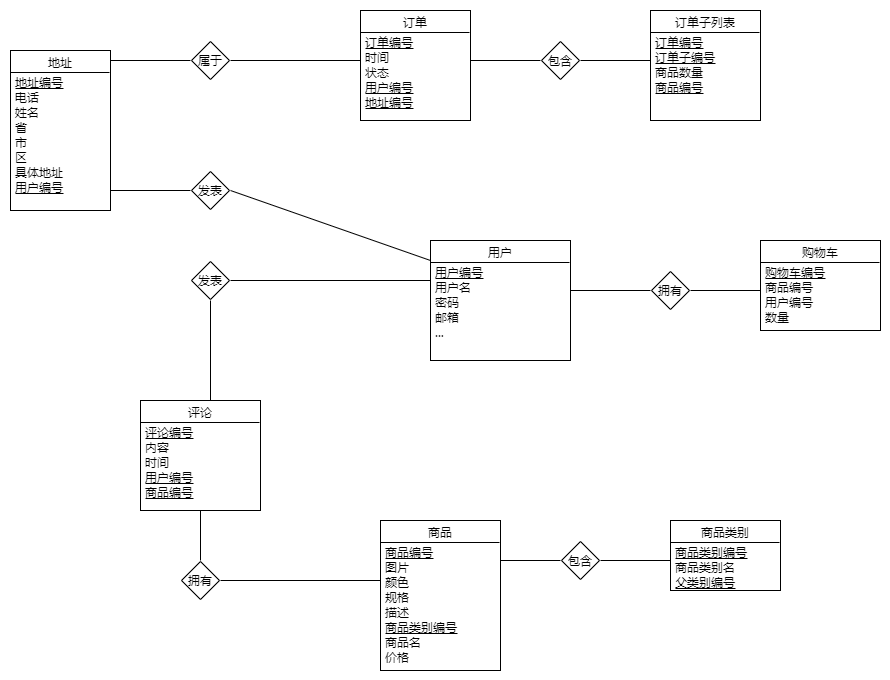 地址
地址编号
电话
姓名
省
市
区
具体地址
用户编号
属于
订单
订单编号
时间
状态
用户编号
地址编号
包含
订单子列表
订单编号
订单子编号
商品数量
商品编号
发表
发表
用户
用户编号
用户名
密码
邮箱
...
拥有
购物车
购物车编号
商品编号
用户编号
数量
评论
评论编号
内容
时间
用户编号
商品编号
拥有
商品
商品编号
图片
颜色
规格
描述
商品类别编号
商品名
价格
包含
商品类别
商品类别编号
商品类别名
父类别编号